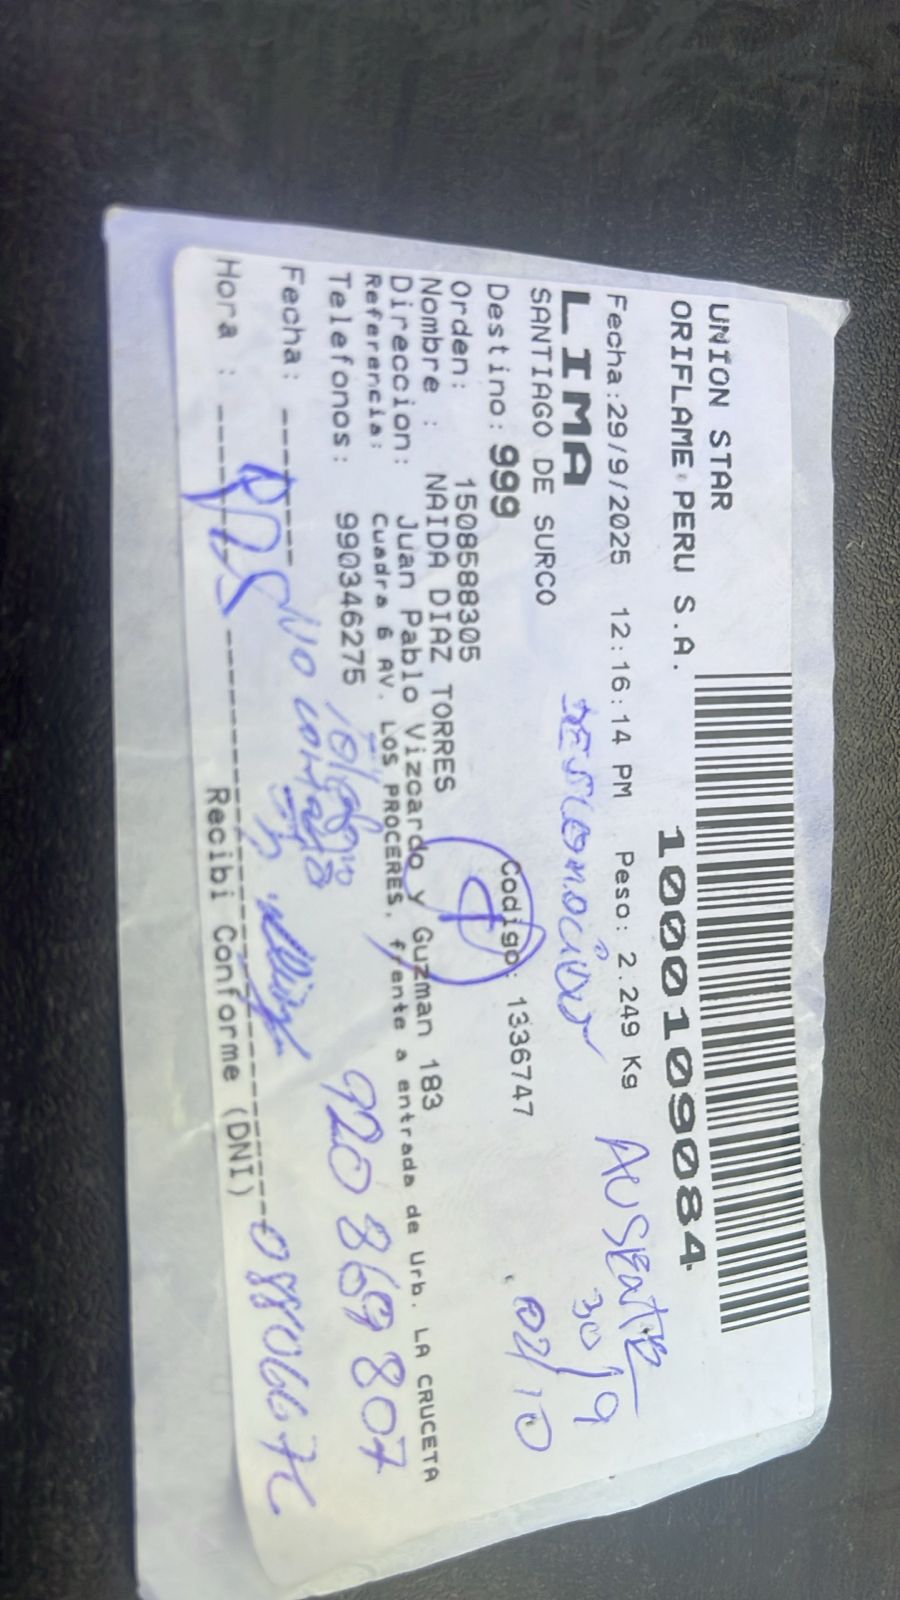 UNION STAR
ORIFLAME PERU S.A.
1000109084
Fecha:29/9/2025 12:16:14 PM Peso: 2.249 Kg
AUSENTE
30/9
LIMA
DESCONOCIDO
SANTIAGO DE SURCO
02/10
Destino: 999
Codigo: 1336747
Orden: 1508588305
Nombre : NAIDA DIAZ TORRES
Direccion: Juan Pablo Vizcardo y Guzman 183
Referencia: Cuadra 6 AV. LOS PROCERES, frente a entrada de Urb. LA CRUCETA
Telefonos: 990346275
920 869 807
Fecha: ------
No contesta
Hora : ------
Recibi Conforme (DNI)